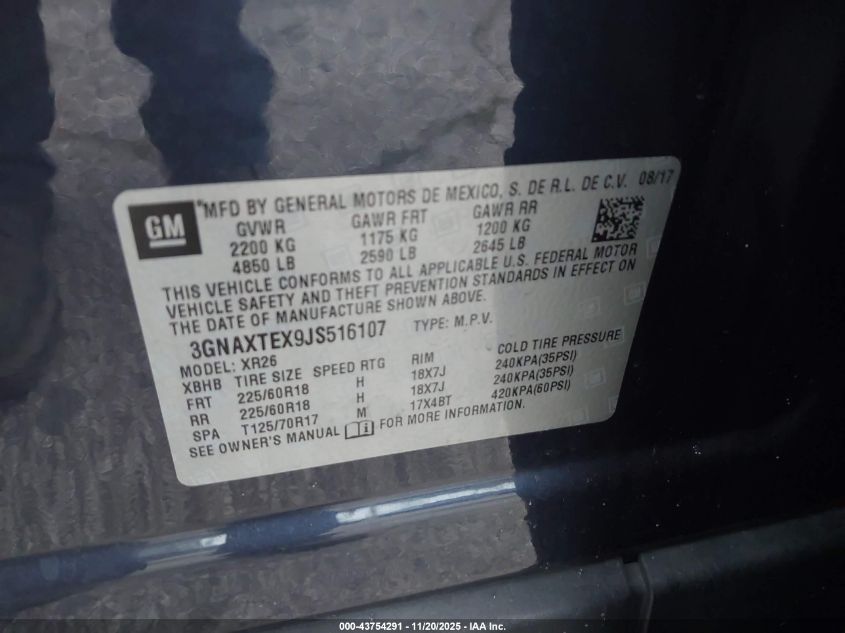 GM
*MFD BY GENERAL MOTORS DE MEXICO, S. DE R.L. DE C.V. 08/17
GVWR GAWR FRT GAWR RR
2200 KG 1175 KG 1200 KG
4850 LB 2590 LB 2645 LB
THIS VEHICLE CONFORMS TO ALL APPLICABLE U.S. FEDERAL MOTOR
VEHICLE SAFETY AND THEFT PREVENTION STANDARDS IN EFFECT ON
THE DATE OF MANUFACTURE SHOWN ABOVE.
3GNAXTEX9JS516107 TYPE: M.P.V.
MODEL: XR26
XBHB TIRE SIZE SPEED RTG RIM COLD TIRE PRESSURE
FRT 225/60R18 H 18X7J 240KPA(35PSI)
RR 225/60R18 H 18X7J 240KPA(35PSI)
SPA T125/70R17 M 17X4BT 420KPA(60PSI)
SEE OWNER'S MANUAL FOR MORE INFORMATION.
000-43754291 - 11/20/2025 - IAA Inc.